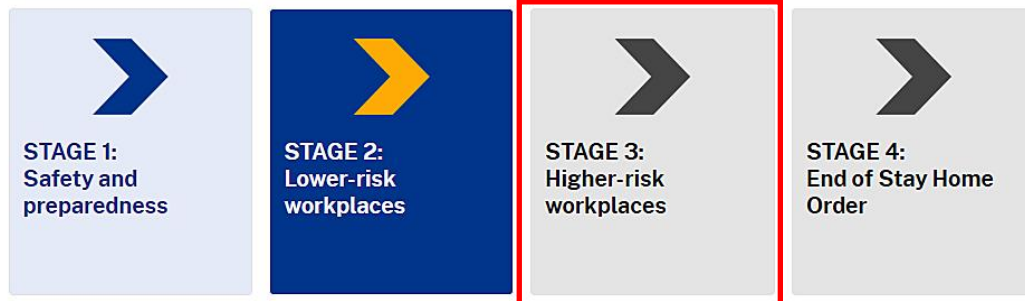 STAGE 1:
Safety and
preparedness
STAGE 2:
Lower-risk
workplaces
STAGE 3:
Higher-risk
workplaces
STAGE 4:
End of Stay Home
Order